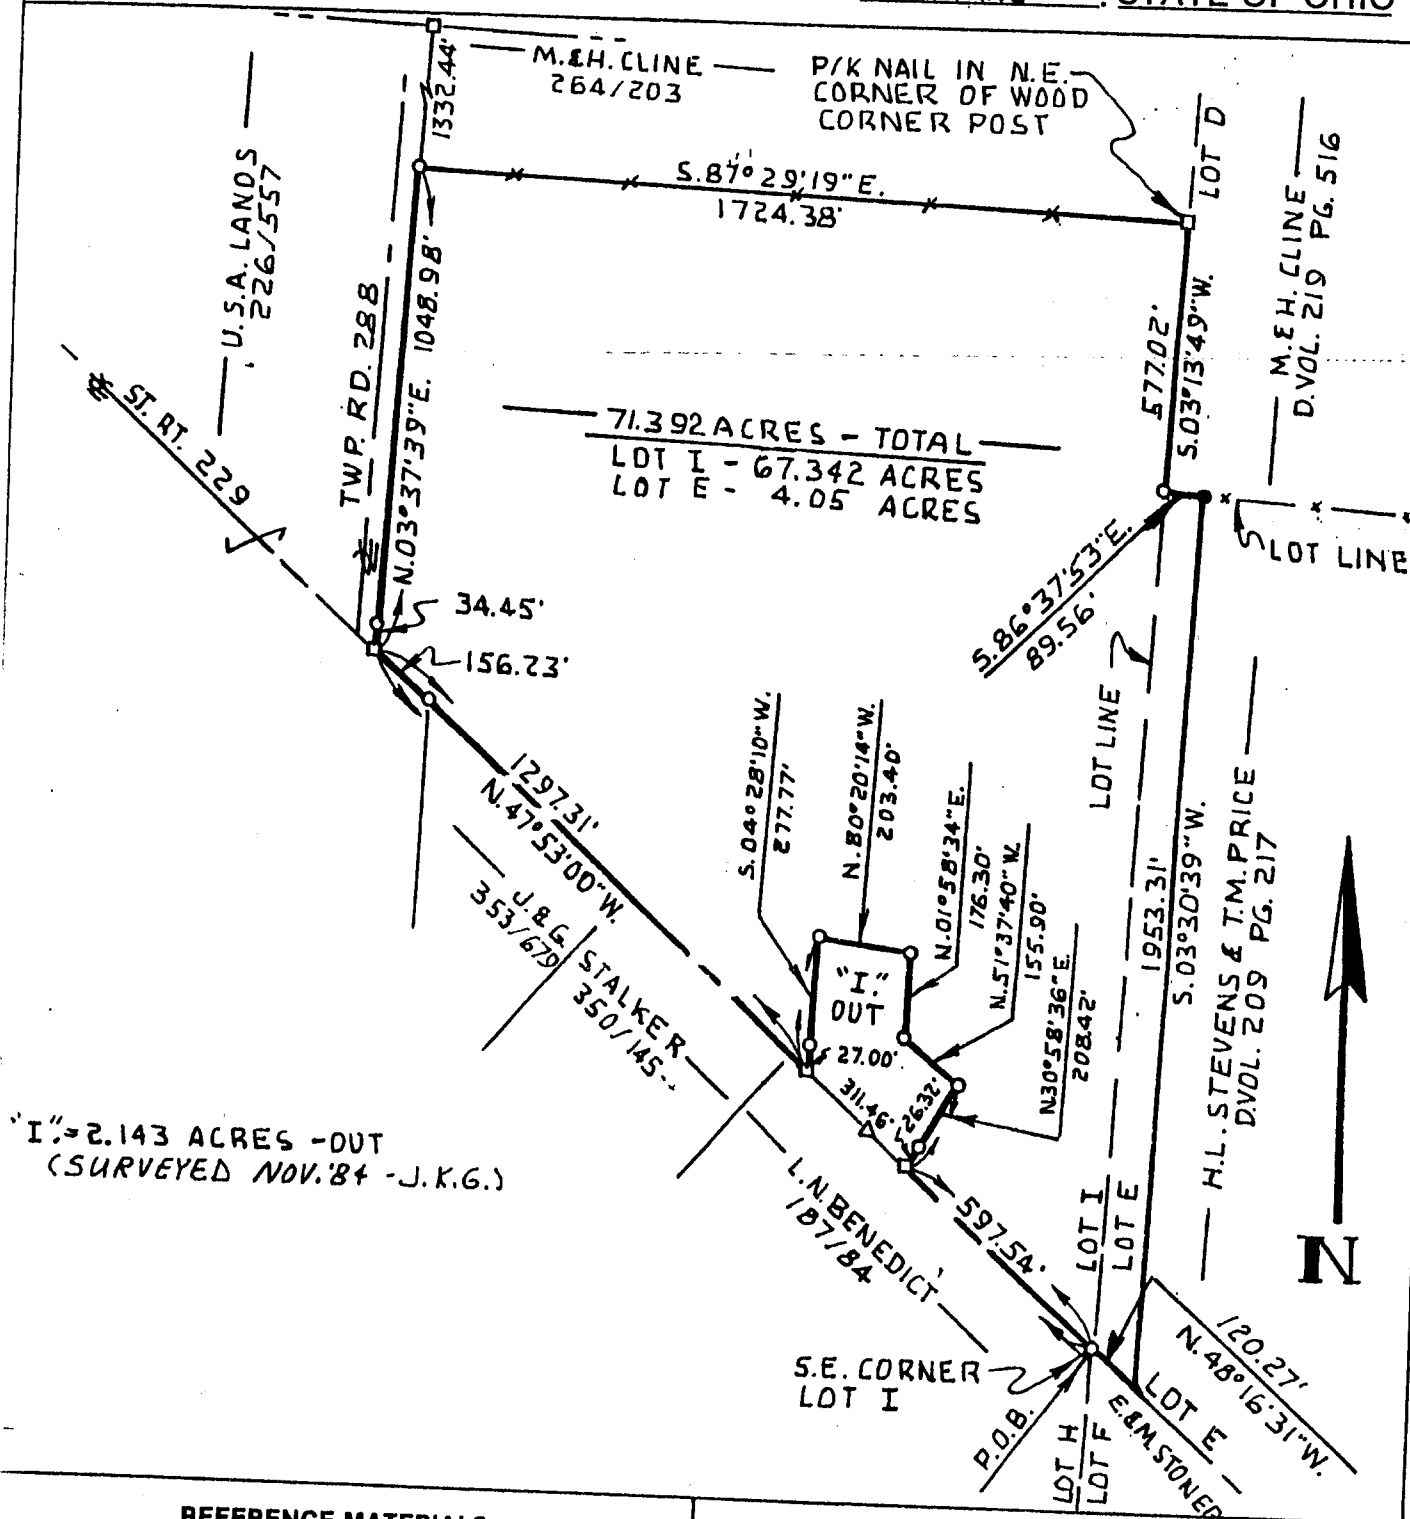 STATE OF OHIO
M.&H. CLINE
264/203
P/K NAIL IN N.E.
CORNER OF WOOD
CORNER POST
1332.44'
LOT D
M.& H. CLINE
D.VOL. 219 PG. 516
U.S.A. LANDS
226/557
S.87°29'19"E.
1724.38'
TWP. RD. 288
N.03°37'39"E. 1048.98'
577.02'
S.03°13'49"W.
ST. RT. 229
71.392 ACRES - TOTAL
LOT I - 67.342 ACRES
LOT E - 4.05 ACRES
S.86°37'53"E.
89.56'
LOT LINE
34.45'
156.23'
LOT LINE
1297.31'
N.47°53'00"W.
S.04°28'10"W.
277.77'
N.80°20'14"W.
203.40'
N.01°58'34"E.
176.30'
N.51°37'40"W.
155.90'
N30°58'36"E.
208.42'
1953.31'
S.03°30'39"W.
H.L. STEVENS & T.M. PRICE
D.VOL. 209 PG. 217
J.&G. STALKER
353/679
350/145
"I."
OUT
27.00'
311.46'
26.32'
"I."=2.143 ACRES -OUT
(SURVEYED NOV.'84 -J.K.G.)
L.N. BENEDICT
187/84
597.54'
LOT I
LOT E
N
S.E. CORNER
LOT I
P.O.B.
LOT H
LOT F
LOT E
E.&M. STONER
120.27'
N.48°16'31"W.
REFERENCE MATERIALS